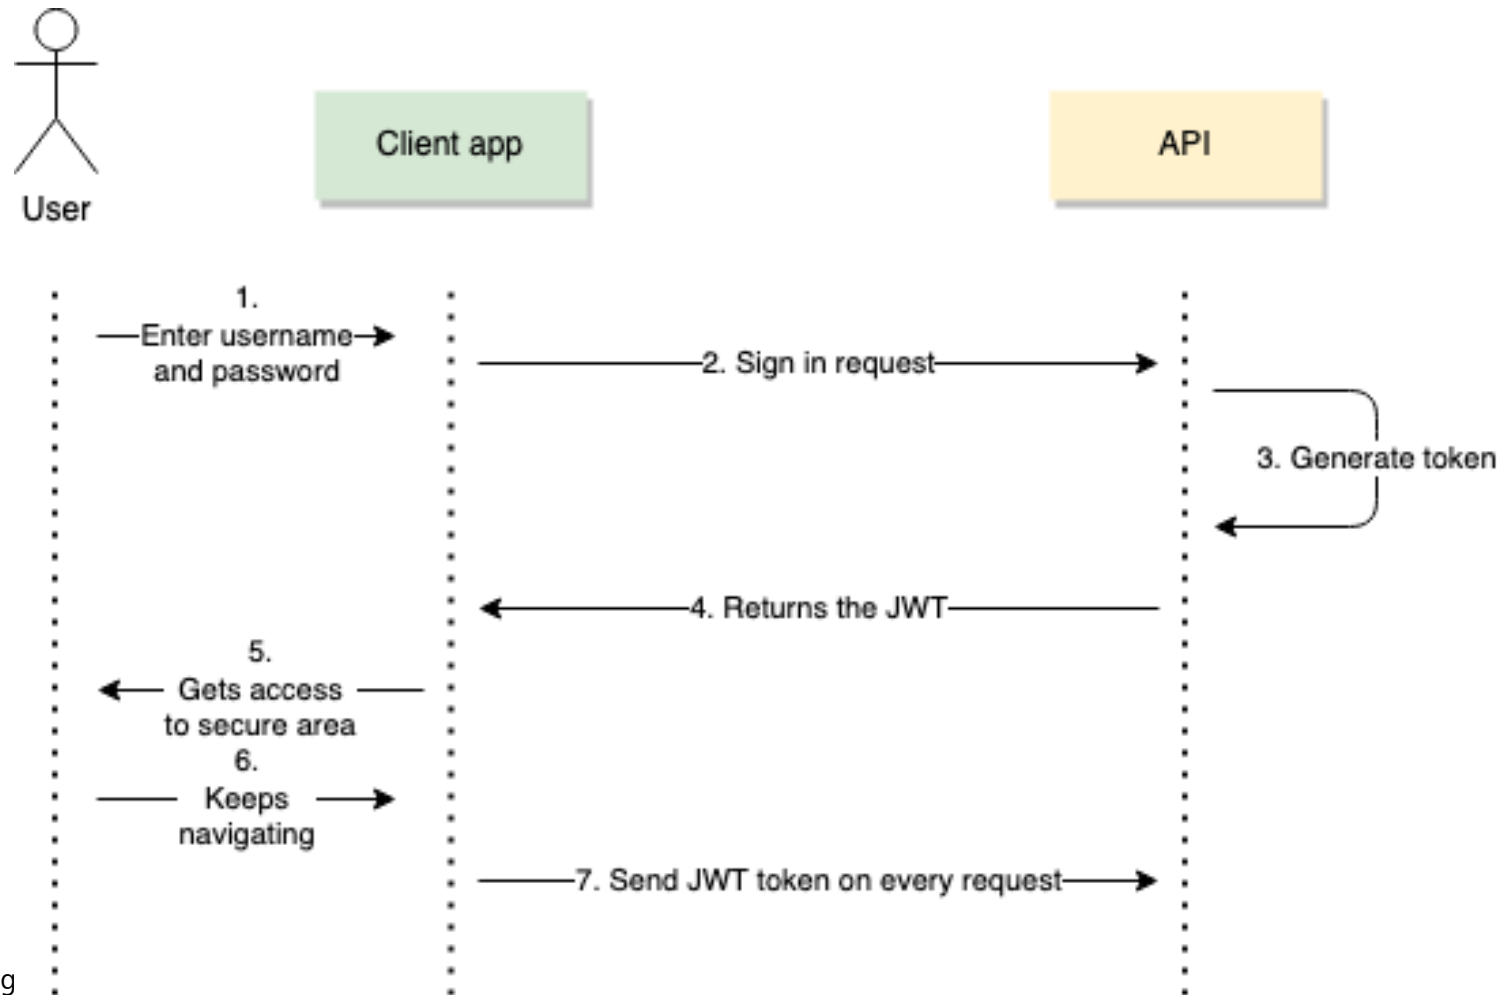 User
Client app
API
1.
Enter username
and password
2. Sign in request
3. Generate token
4. Returns the JWT
5.
Gets access
to secure area
6.
Keeps
navigating
7. Send JWT token on every request
g